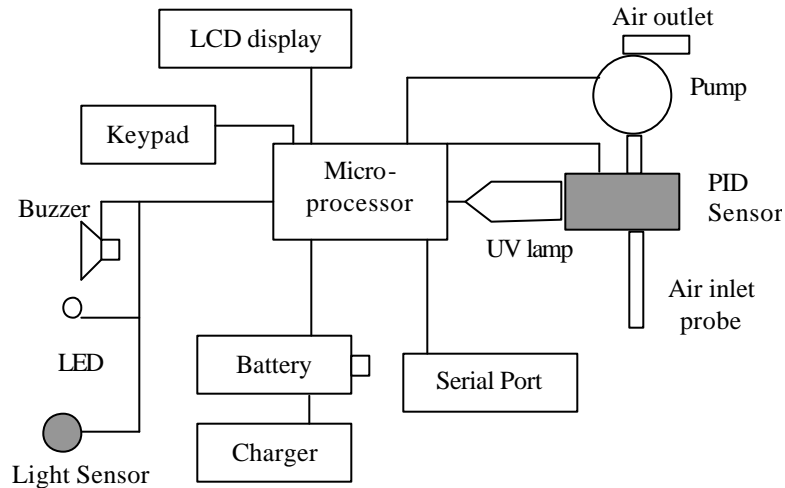 Air outlet
LCD display
Pump
Keypad
Micro-
processor
PID
Sensor
Buzzer
UV lamp
Air inlet
probe
LED
Battery
Serial Port
Charger
Light Sensor